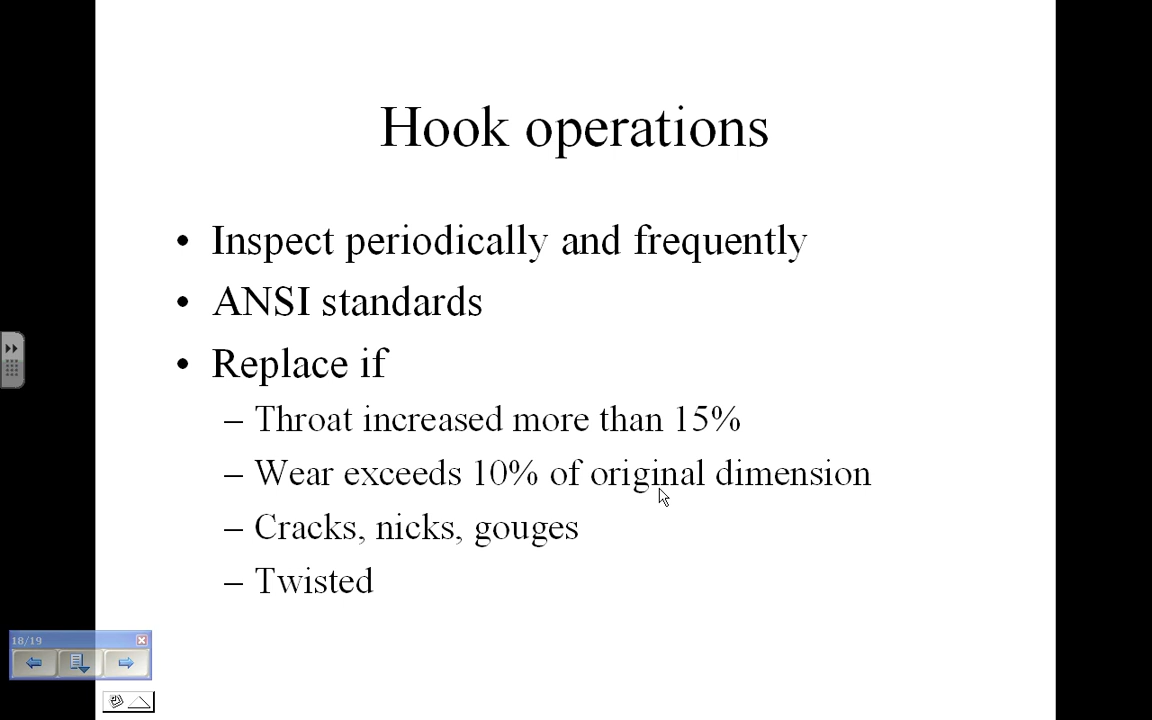 Hook operations
• Inspect periodically and frequently
• ANSI standards
• Replace if
– Throat increased more than 15%
– Wear exceeds 10% of original dimension
– Cracks, nicks, gouges
– Twisted
18/19